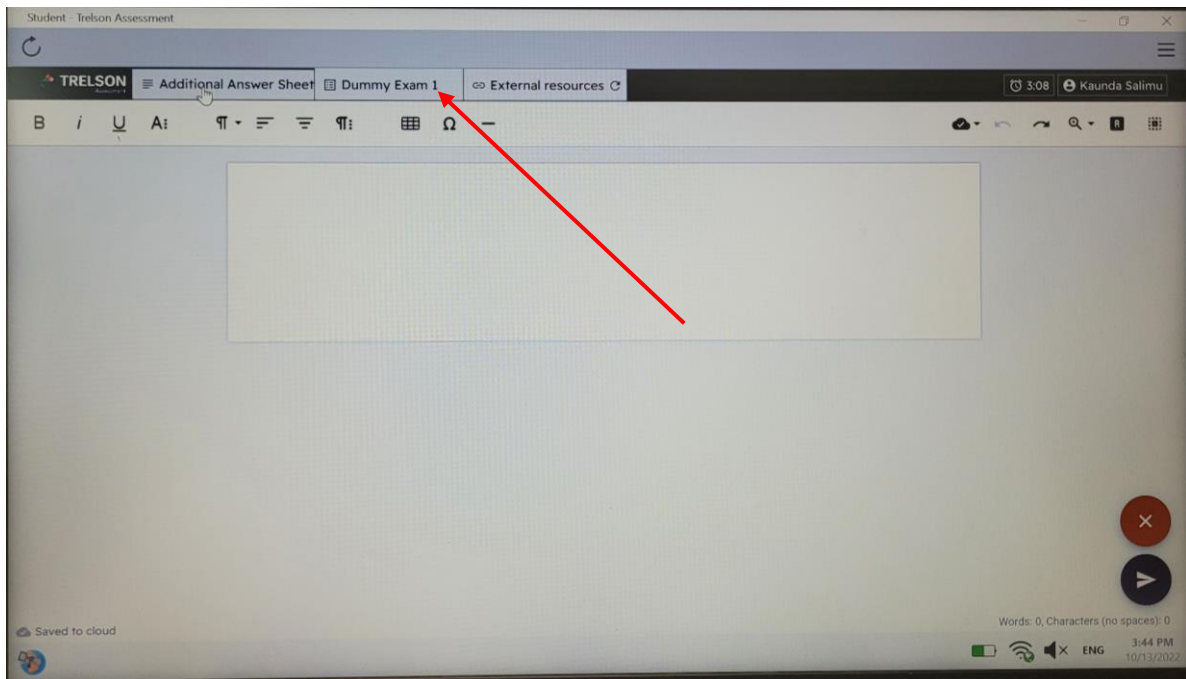 Student - Trelson Assessment
TRELSON
Assessment
Additional Answer Sheet
Dummy Exam 1
External resources
3:08
Kaunda Salimu
B i U A Ω
Words: 0, Characters (no spaces): 0
Saved to cloud
ENG
3:44 PM
10/13/2022